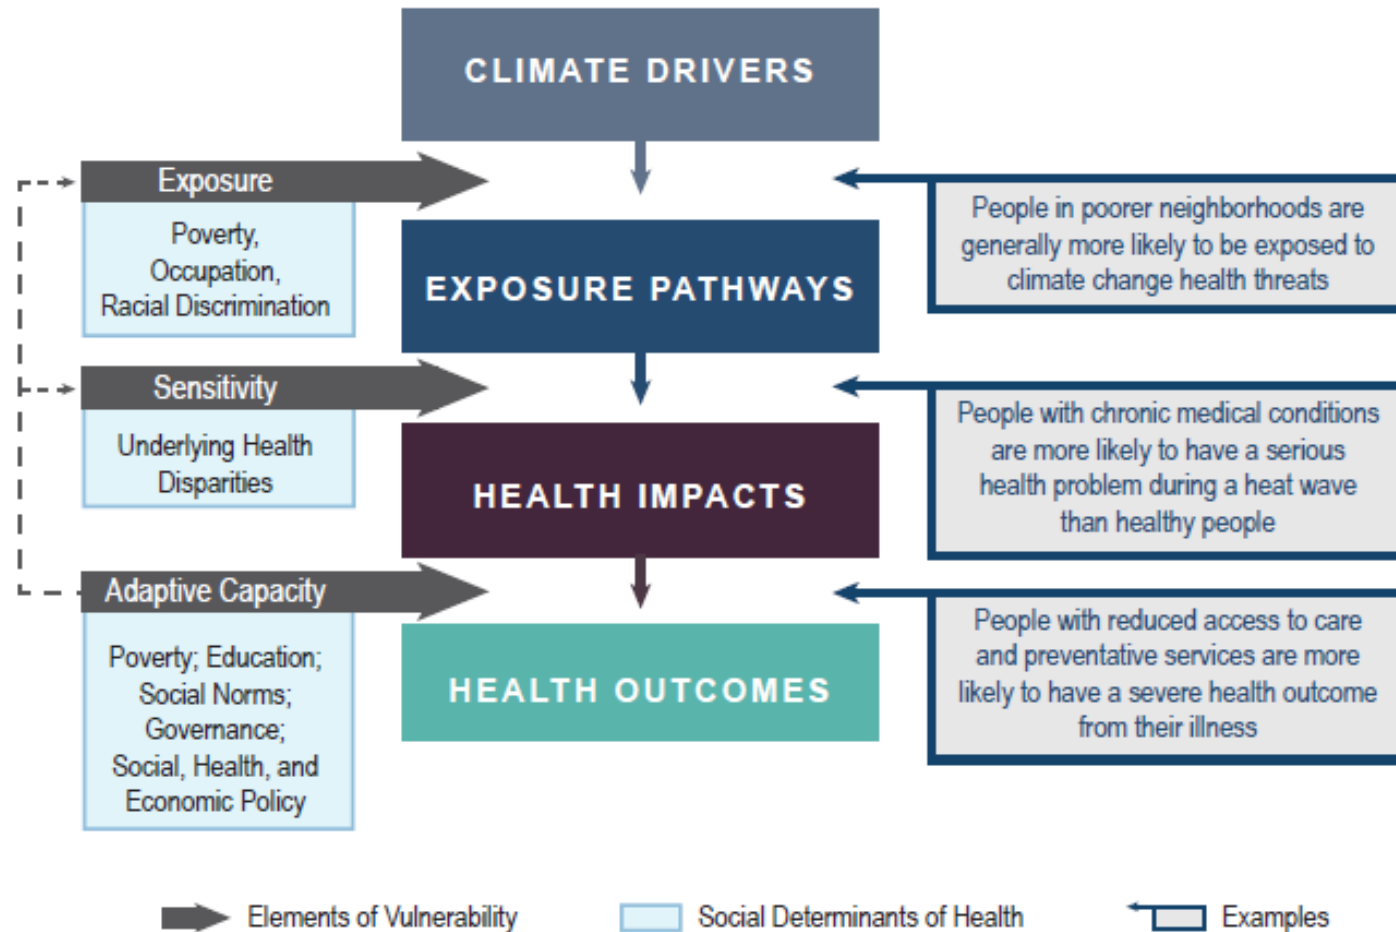 CLIMATE DRIVERS
Exposure
Poverty,
Occupation,
Racial Discrimination
People in poorer neighborhoods are
generally more likely to be exposed to
climate change health threats
EXPOSURE PATHWAYS
Sensitivity
Underlying Health
Disparities
People with chronic medical conditions
are more likely to have a serious
health problem during a heat wave
than healthy people
HEALTH IMPACTS
Adaptive Capacity
Poverty; Education;
Social Norms;
Governance;
Social, Health, and
Economic Policy
People with reduced access to care
and preventative services are more
likely to have a severe health outcome
from their illness
HEALTH OUTCOMES
Elements of Vulnerability
Social Determinants of Health
Examples